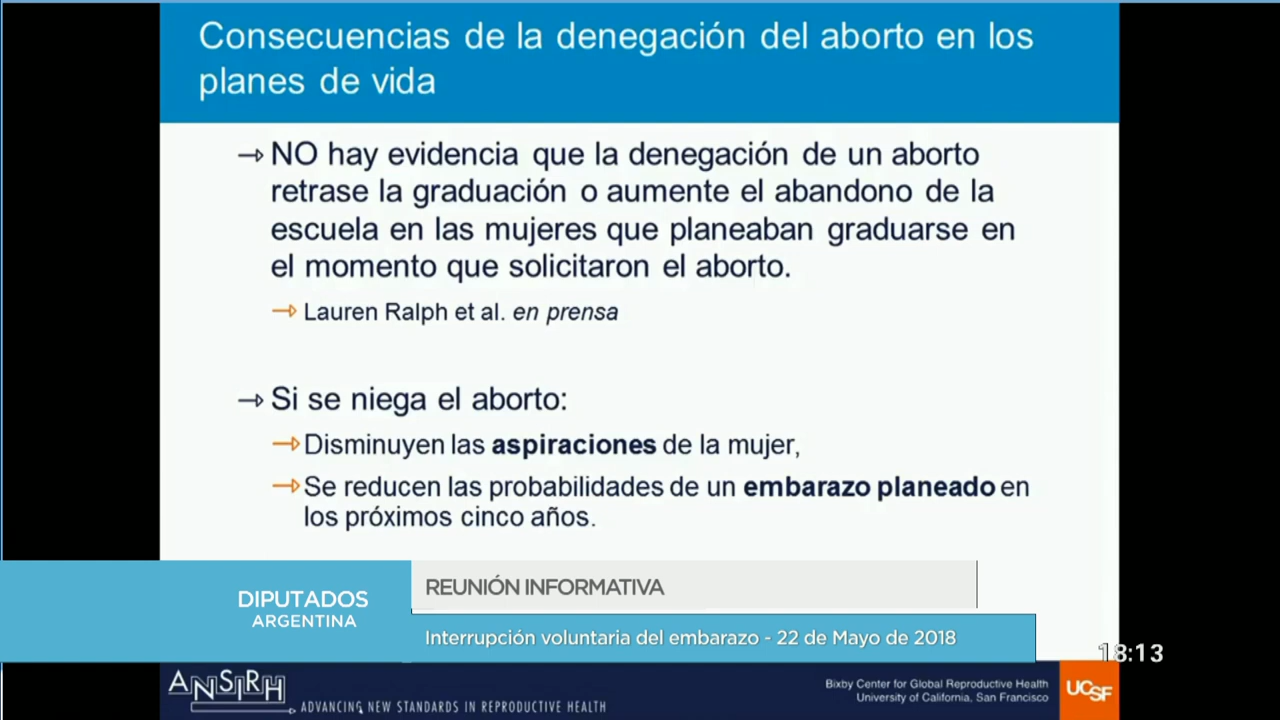 Consecuencias de la denegación del aborto en los
planes de vida
NO hay evidencia que la denegación de un aborto
retrase la graduación o aumente el abandono de la
escuela en las mujeres que planeaban graduarse en
el momento que solicitaron el aborto.
Lauren Ralph et al. en prensa
Si se niega el aborto:
Disminuyen las aspiraciones de la mujer,
Se reducen las probabilidades de un embarazo planeado en
los próximos cinco años.
DIPUTADOS
ARGENTINA
REUNIÓN INFORMATIVA
Interrupción voluntaria del embarazo - 22 de Mayo de 2018
18:13
ANSIRH
ADVANCING NEW STANDARDS IN REPRODUCTIVE HEALTH
Bixby Center for Global Reproductive Health
University of California, San Francisco
UCSF